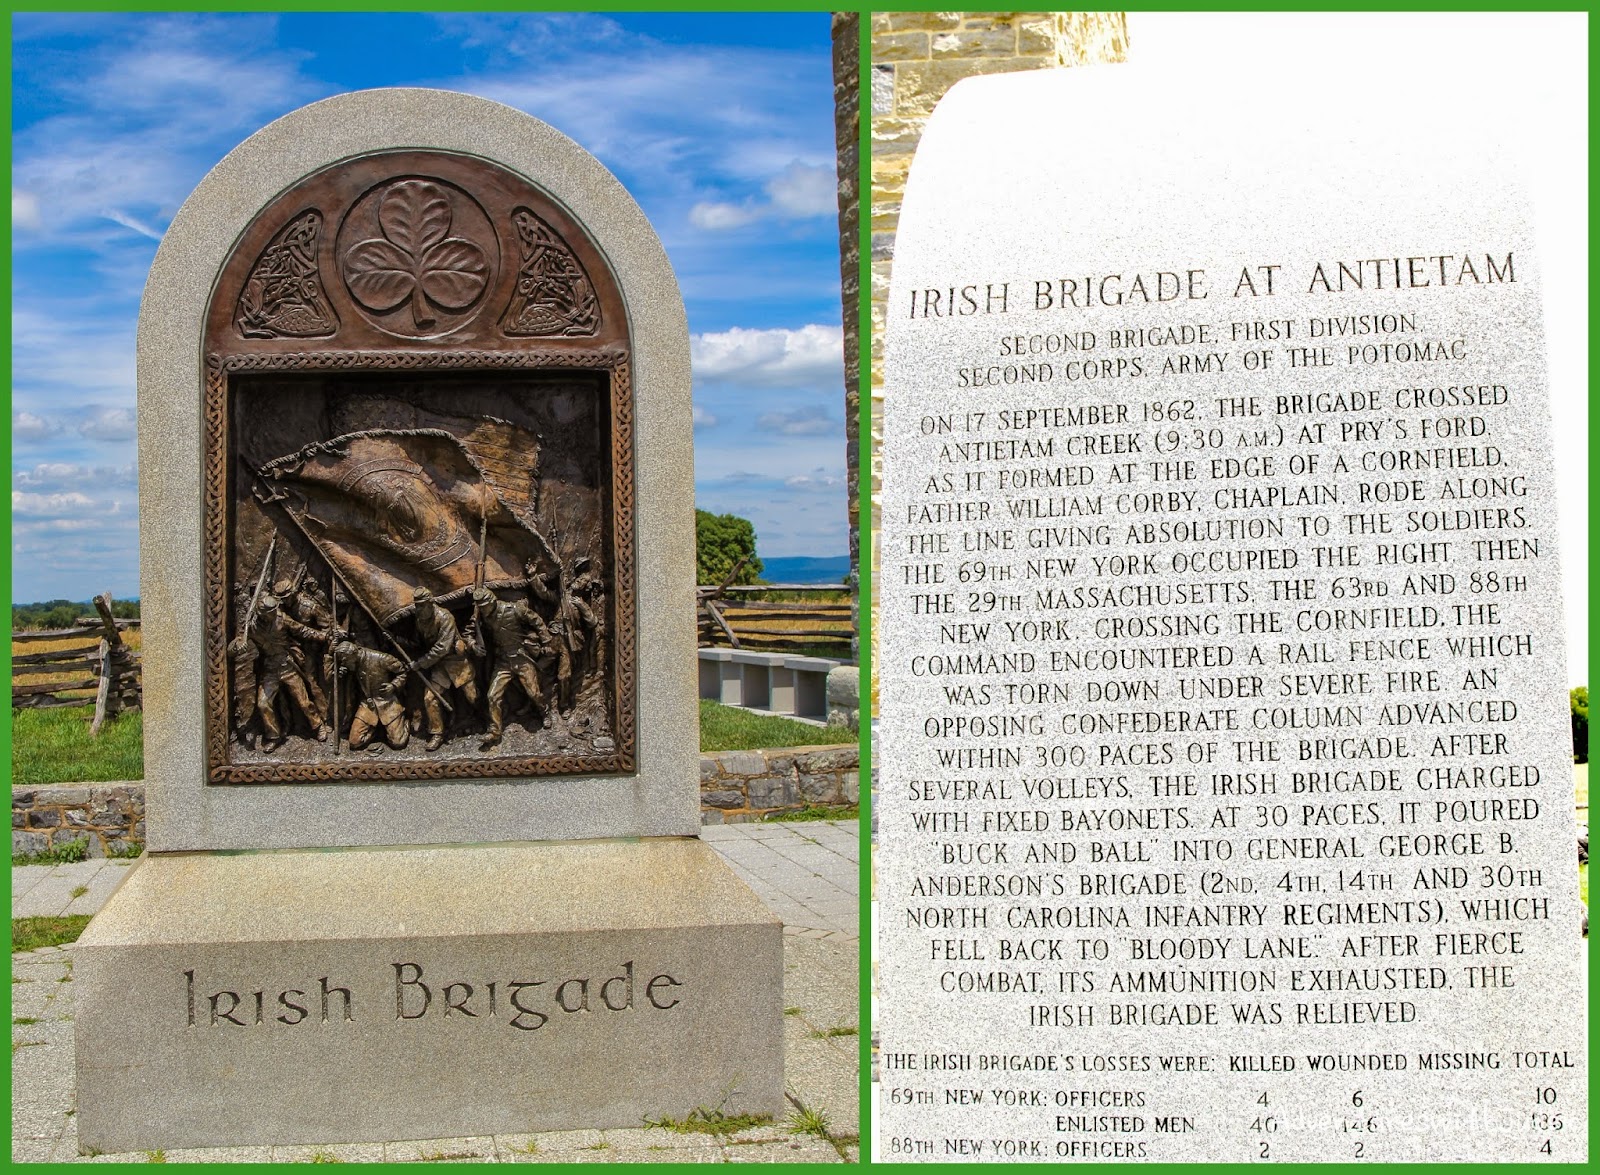 Irish Brigade
IRISH BRIGADE AT ANTIETAM
SECOND BRIGADE, FIRST DIVISION,
SECOND CORPS, ARMY OF THE POTOMAC
ON 17 SEPTEMBER 1862, THE BRIGADE CROSSED
ANTIETAM CREEK (9:30 A.M.) AT PRY'S FORD.
AS IT FORMED AT THE EDGE OF A CORNFIELD,
FATHER WILLIAM CORBY, CHAPLAIN, RODE ALONG
THE LINE GIVING ABSOLUTION TO THE SOLDIERS.
THE 69TH NEW YORK OCCUPIED THE RIGHT, THEN
THE 29TH MASSACHUSETTS, THE 63RD AND 88TH
NEW YORK. CROSSING THE CORNFIELD, THE
COMMAND ENCOUNTERED A RAIL FENCE WHICH
WAS TORN DOWN UNDER SEVERE FIRE. AN
OPPOSING CONFEDERATE COLUMN ADVANCED
WITHIN 300 PACES OF THE BRIGADE. AFTER
SEVERAL VOLLEYS, THE IRISH BRIGADE CHARGED
WITH FIXED BAYONETS. AT 30 PACES, IT POURED
"BUCK AND BALL" INTO GENERAL GEORGE B.
ANDERSON'S BRIGADE (2ND, 4TH, 14TH AND 30TH
NORTH CAROLINA INFANTRY REGIMENTS), WHICH
FELL BACK TO "BLOODY LANE." AFTER FIERCE
COMBAT, ITS AMMUNITION EXHAUSTED, THE
IRISH BRIGADE WAS RELIEVED.
THE IRISH BRIGADE'S LOSSES WERE: KILLED WOUNDED MISSING TOTAL
69TH NEW YORK: OFFICERS 4 6 10
ENLISTED MEN 40 146 186
88TH NEW YORK: OFFICERS 2 2 4